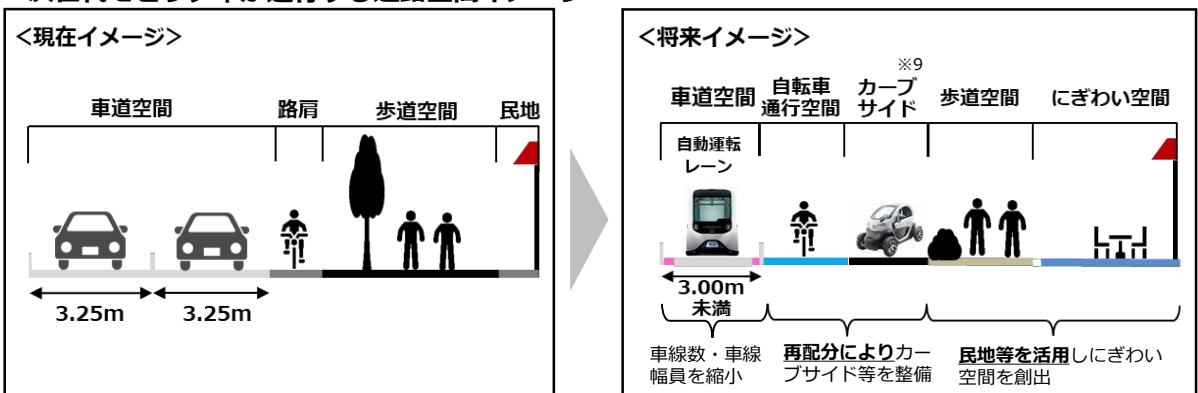 <現在イメージ>
車道空間 路肩 歩道空間 民地
3.25m 3.25m
<将来イメージ>
※9
車道空間 自転車通行空間 カーブサイド 歩道空間 にぎわい空間
自動運転
レーン
3.00m
未満
車線数・車線
幅員を縮小
再配分によりカー
ブサイド等を整備
民地等を活用しにぎわい
空間を創出